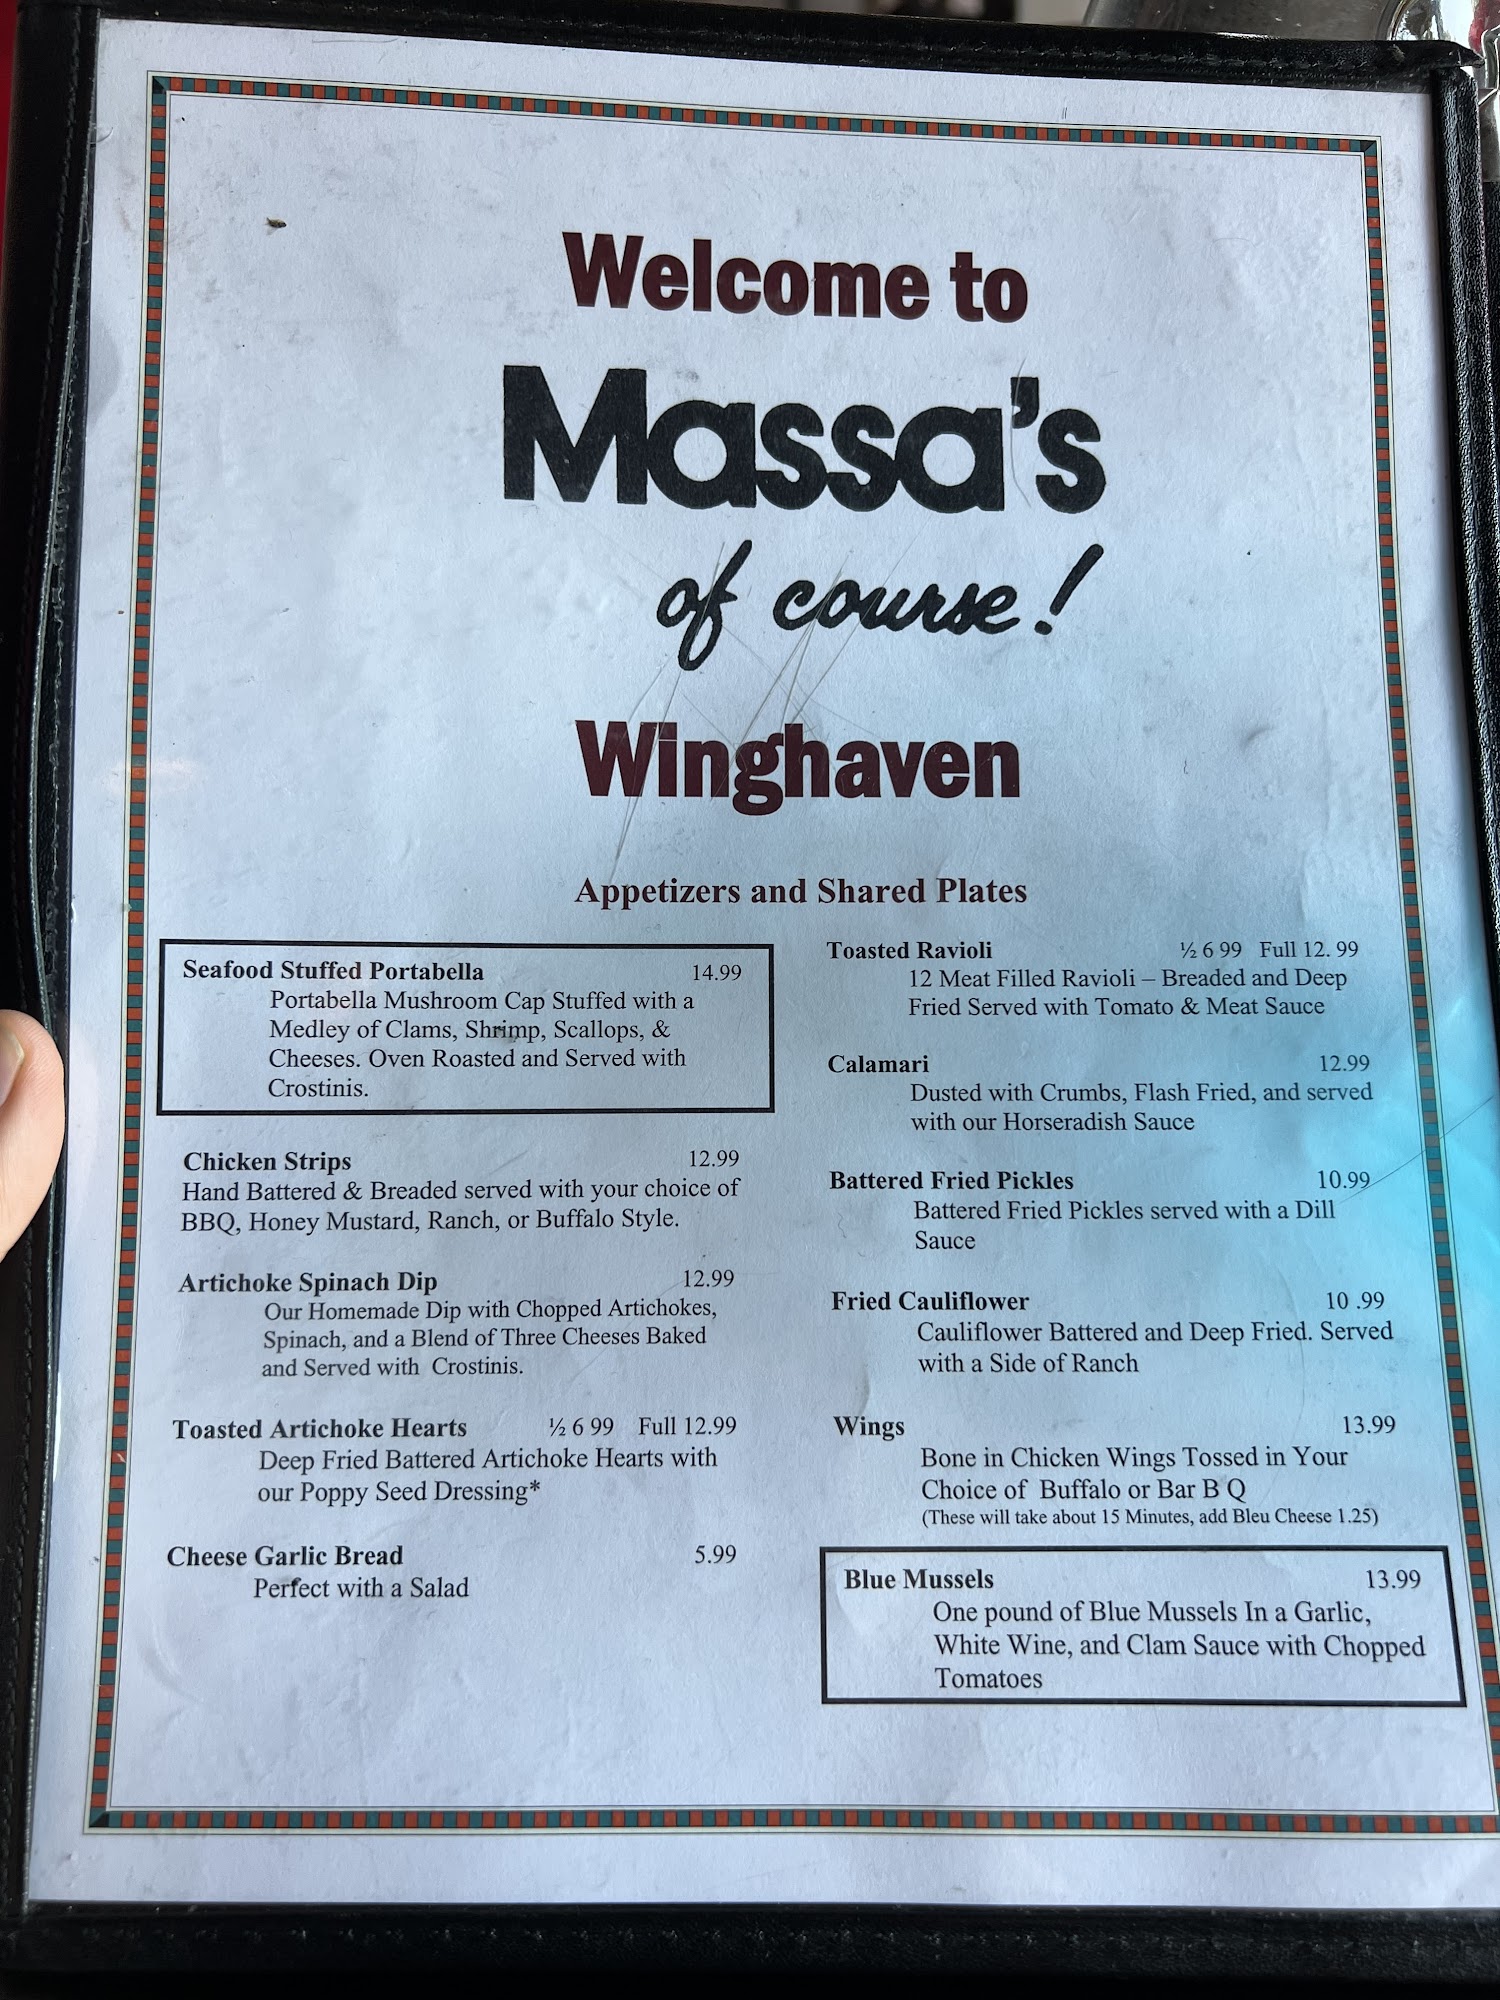 Welcome to
Massa's
of course!
Winghaven
Appetizers and Shared Plates
Seafood Stuffed Portabella 14.99
Portabella Mushroom Cap Stuffed with a
Medley of Clams, Shrimp, Scallops, &
Cheeses. Oven Roasted and Served with
Crostinis.
Chicken Strips 12.99
Hand Battered & Breaded served with your choice of
BBQ, Honey Mustard, Ranch, or Buffalo Style.
Artichoke Spinach Dip 12.99
Our Homemade Dip with Chopped Artichokes,
Spinach, and a Blend of Three Cheeses Baked
and Served with Crostinis.
Toasted Artichoke Hearts ½ 6 99 Full 12.99
Deep Fried Battered Artichoke Hearts with
our Poppy Seed Dressing*
Cheese Garlic Bread 5.99
Perfect with a Salad
Toasted Ravioli ½ 6 99 Full 12. 99
12 Meat Filled Ravioli – Breaded and Deep
Fried Served with Tomato & Meat Sauce
Calamari 12.99
Dusted with Crumbs, Flash Fried, and served
with our Horseradish Sauce
Battered Fried Pickles 10.99
Battered Fried Pickles served with a Dill
Sauce
Fried Cauliflower 10 .99
Cauliflower Battered and Deep Fried. Served
with a Side of Ranch
Wings 13.99
Bone in Chicken Wings Tossed in Your
Choice of Buffalo or Bar B Q
(These will take about 15 Minutes, add Bleu Cheese 1.25)
Blue Mussels 13.99
One pound of Blue Mussels In a Garlic,
White Wine, and Clam Sauce with Chopped
Tomatoes